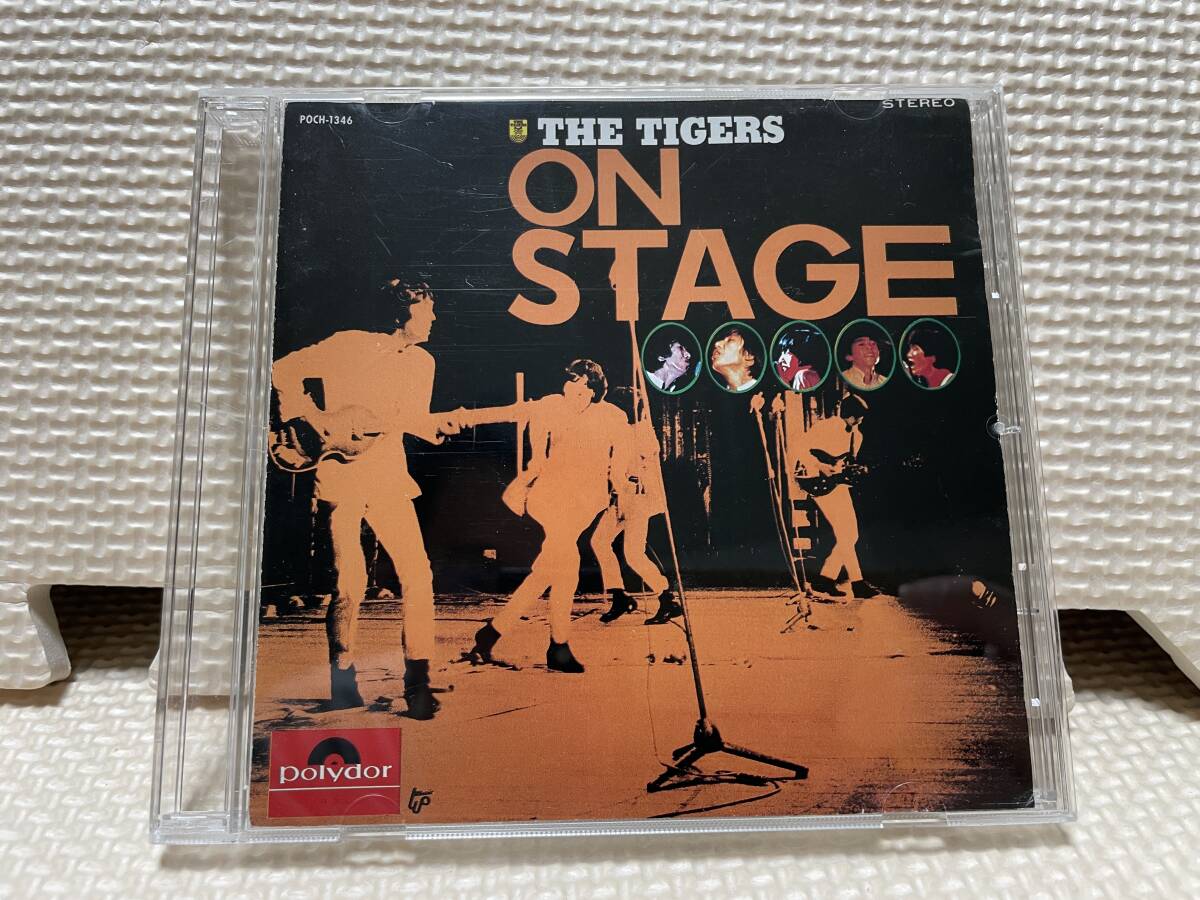 POCH-1346
STEREO
THE TIGERS
ON
STAGE
polydor